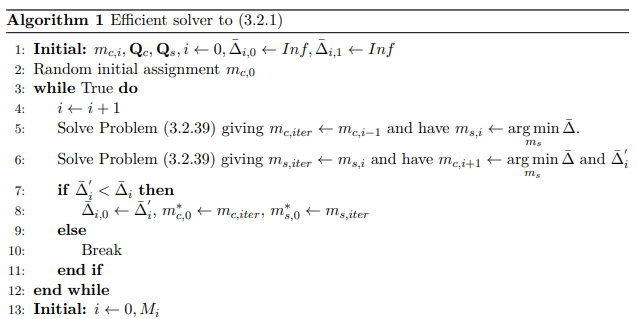 Algorithm 1 Efficient solver to (3.2.1)
1: Initial: $m_{c,i}, \mathbf{Q}_c, \mathbf{Q}_s, i \leftarrow 0, \bar{\Delta}_{i,0} \leftarrow Inf, \bar{\Delta}_{i,1} \leftarrow Inf$
2: Random initial assignment $m_{c,0}$
3: while True do
4: $i \leftarrow i + 1$
5: Solve Problem (3.2.39) giving $m_{c,iter} \leftarrow m_{c,i-1}$ and have $m_{s,i} \leftarrow \arg\min_{m_s} \bar{\Delta}$.
6: Solve Problem (3.2.39) giving $m_{s,iter} \leftarrow m_{s,i}$ and have $m_{c,i+1} \leftarrow \arg\min_{m_s} \bar{\Delta}$ and $\bar{\Delta}_i'$
7: if $\bar{\Delta}_i' < \bar{\Delta}_i$ then
8: $\bar{\Delta}_{i,0} \leftarrow \bar{\Delta}_i'$, $m_{c,0}^* \leftarrow m_{c,iter}$, $m_{s,0}^* \leftarrow m_{s,iter}$
9: else
10: Break
11: end if
12: end while
13: Initial: $i \leftarrow 0, M_i$